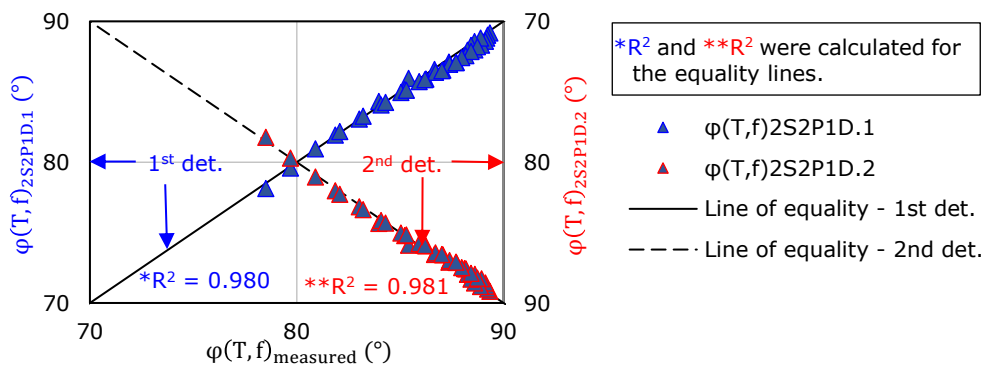 90
80
70
φ(T,f)2S2P1D.1 (°)
1st det.
2nd det.
*R² = 0.980
**R² = 0.981
70
80
90
φ(T,f)measured (°)
70
80
90
φ(T,f)2S2P1D.2 (°)
*R² and **R² were calculated for
the equality lines.
φ(T,f)2S2P1D.1
φ(T,f)2S2P1D.2
Line of equality - 1st det.
Line of equality - 2nd det.